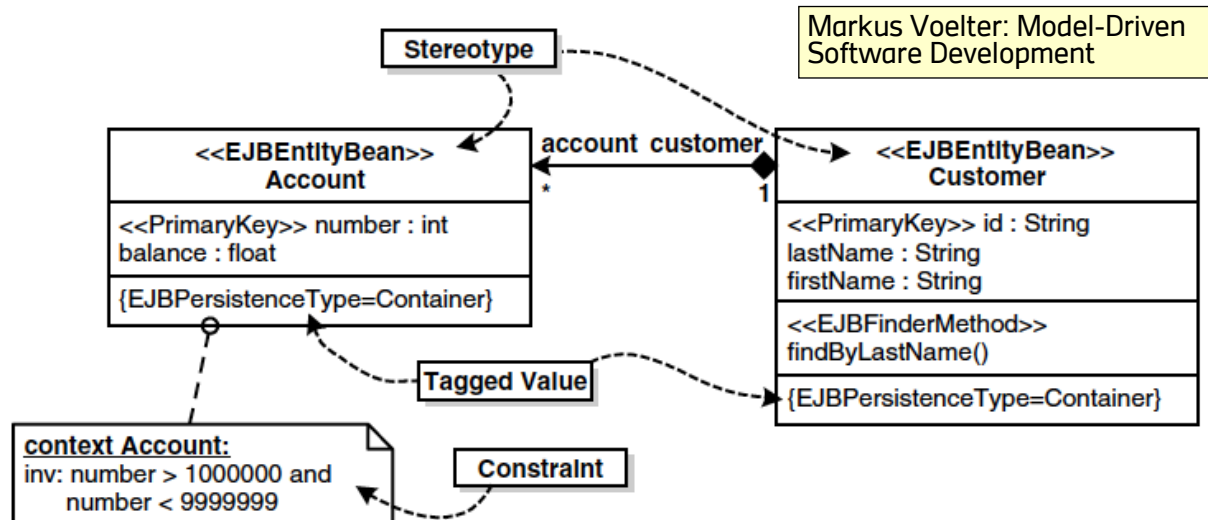 Markus Voelter: Model-Driven
Software Development
Stereotype
<<EJBEntItyBean>>
Account
<<PrimaryKey>> number : int
balance : float
{EJBPersistenceType=Container}
account customer
* 1
<<EJBEntItyBean>>
Customer
<<PrimaryKey>> id : String
lastName : String
firstName : String
<<EJBFinderMethod>>
findByLastName()
{EJBPersistenceType=Container}
Tagged Value
context Account:
inv: number > 1000000 and
number < 9999999
ConstraInt